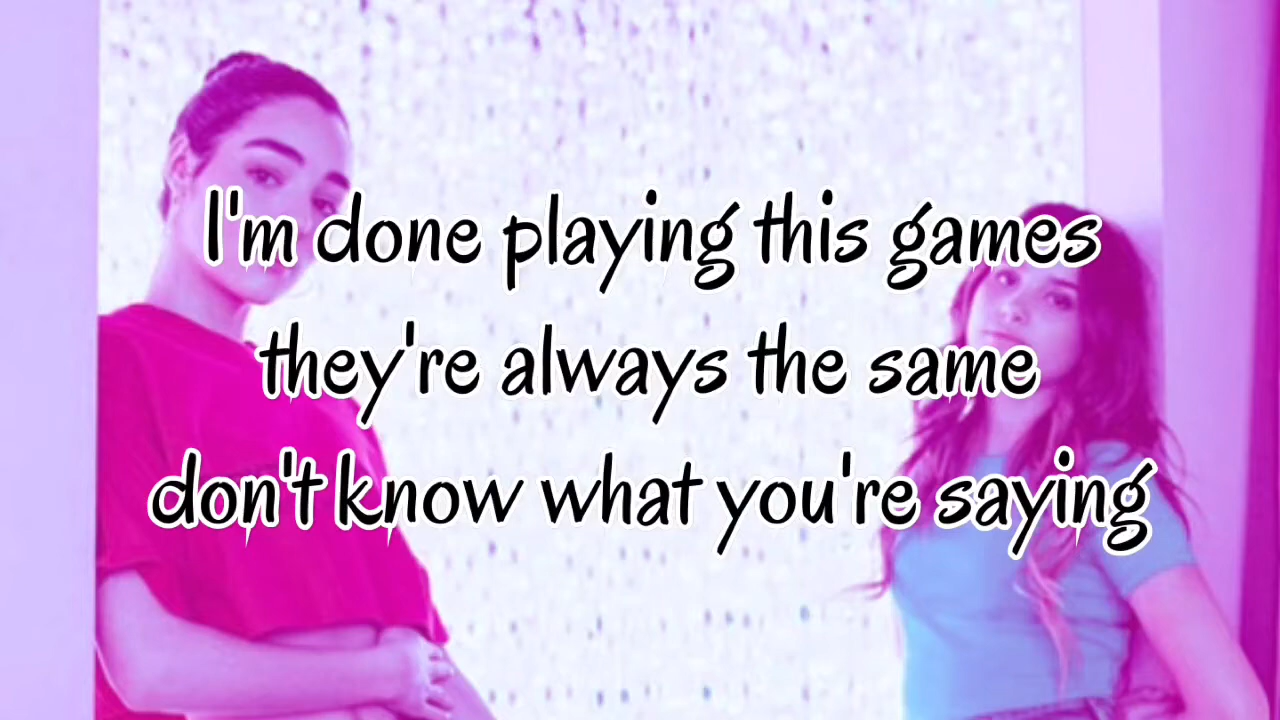 I'm done playing this games
they're always the same
don't know what you're saying